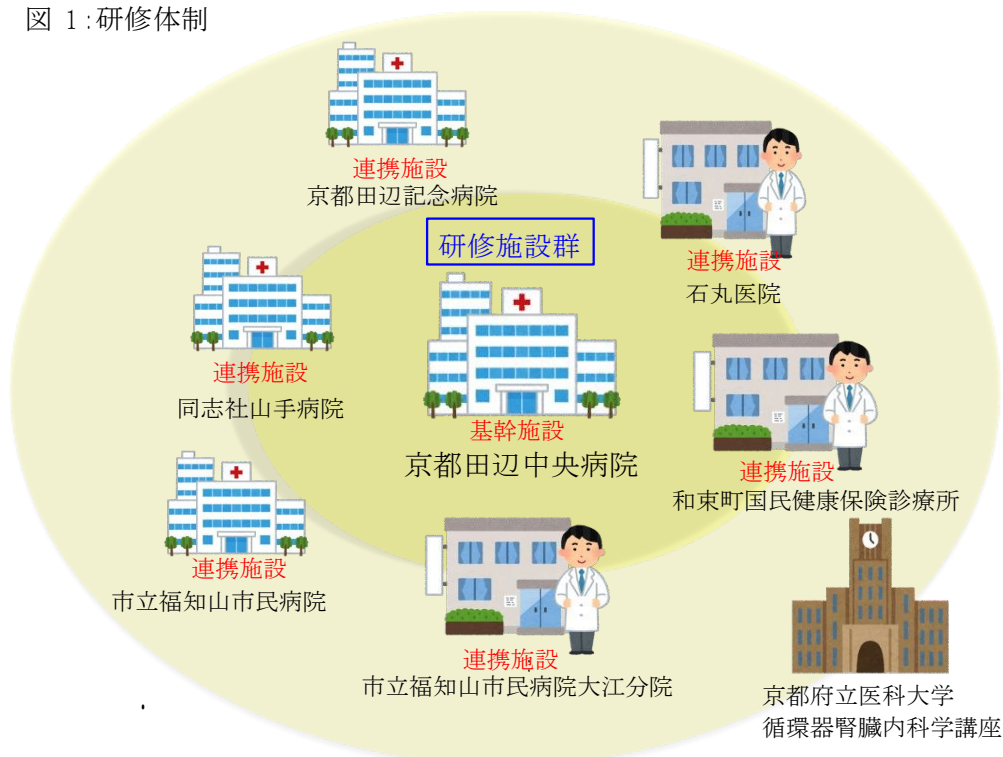 図 1:研修体制
連携施設
京都田辺記念病院
連携施設
石丸医院
研修施設群
連携施設
同志社山手病院
基幹施設
京都田辺中央病院
連携施設
和束町国民健康保険診療所
連携施設
市立福知山市民病院
連携施設
市立福知山市民病院大江分院
京都府立医科大学
循環器腎臓内科学講座